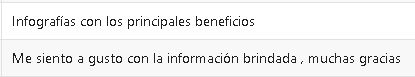 Infografías con los principales beneficios
Me siento a gusto con la información brindada , muchas gracias